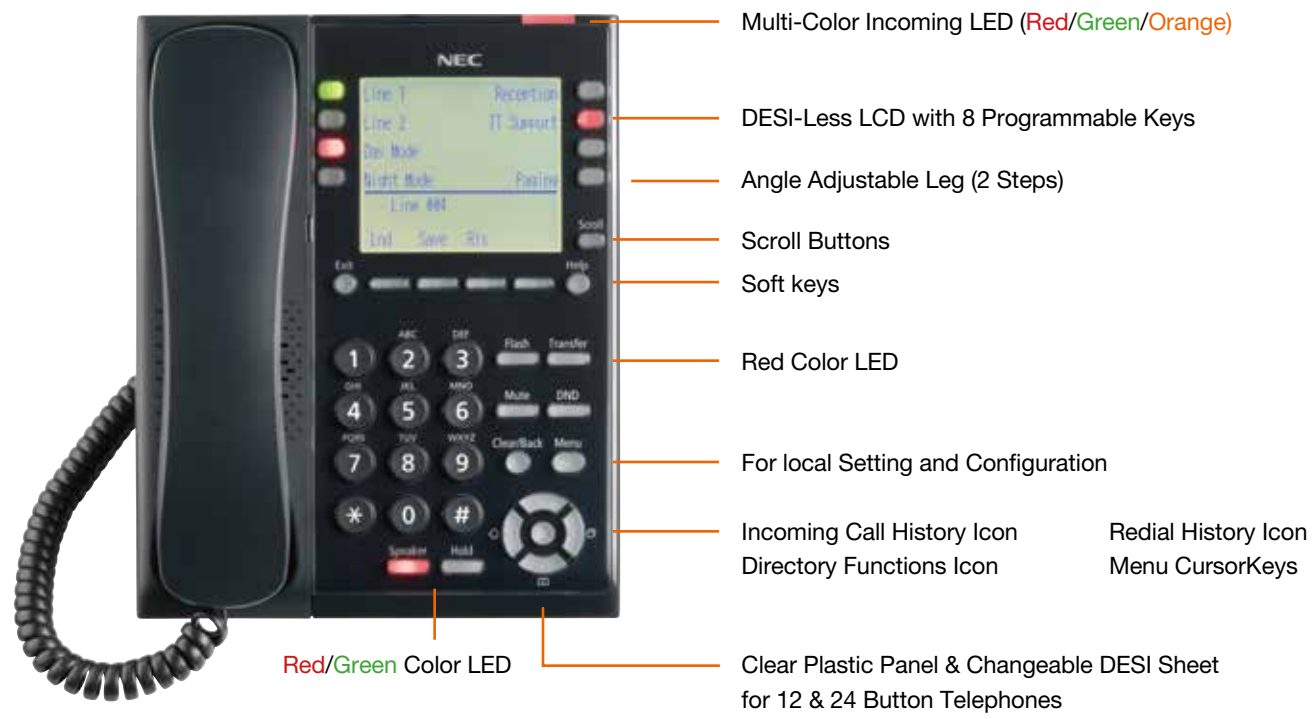 Multi-Color Incoming LED (Red/Green/Orange)
NEC
Line 1 Reception
Line 2 IT Support
Day Mode
Night Mode Paging
Line 004
Lnd Save Rls
DESI-Less LCD with 8 Programmable Keys
Angle Adjustable Leg (2 Steps)
Scroll
Scroll Buttons
Exit Help
Soft keys
ABC DEF
1 2 3 Flash Transfer
Red Color LED
GHI JKL MNO
4 5 6 Mute DND
PQRS TUV WXYZ
7 8 9 Clear/Back Menu
For local Setting and Configuration
* 0 #
Speaker Hold
Incoming Call History Icon Redial History Icon
Directory Functions Icon Menu CursorKeys
Red/Green Color LED
Clear Plastic Panel & Changeable DESI Sheet
for 12 & 24 Button Telephones